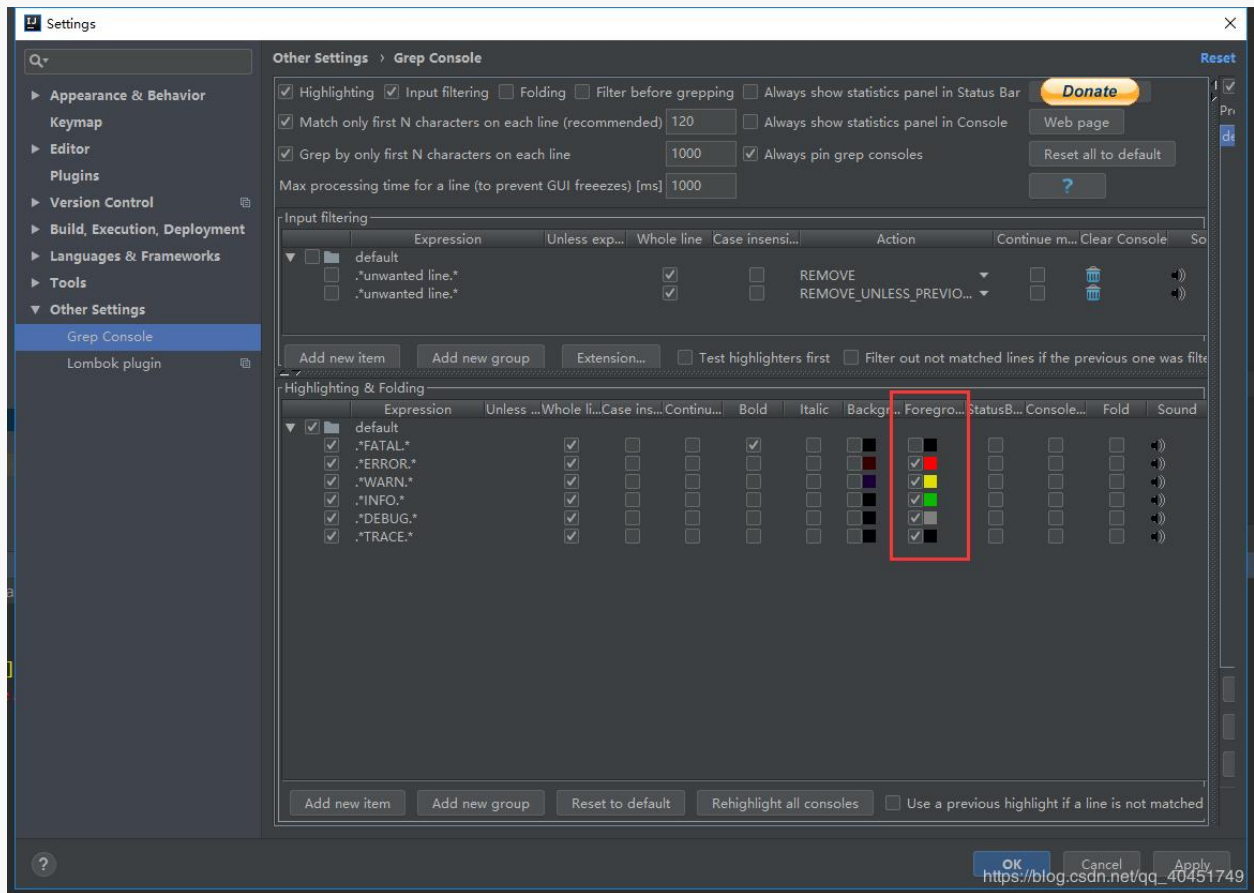 Settings
Other Settings › Grep Console
Reset
Appearance & Behavior
Keymap
Editor
Plugins
Version Control
Build, Execution, Deployment
Languages & Frameworks
Tools
Other Settings
Grep Console
Lombok plugin
Highlighting Input filtering Folding Filter before grepping Always show statistics panel in Status Bar Donate
Match only first N characters on each line (recommended) 120 Always show statistics panel in Console Web page
Grep by only first N characters on each line 1000 Always pin grep consoles Reset all to default
Max processing time for a line (to prevent GUI freeezes) [ms] 1000 ?
Input filtering
Expression Unless exp... Whole line Case insensi... Action Continue m... Clear Console So
default
.*unwanted line.* REMOVE
.*unwanted line.* REMOVE_UNLESS_PREVIO...
Add new item Add new group Extension... Test highlighters first Filter out not matched lines if the previous one was filte
Highlighting & Folding
Expression Unless ... Whole li... Case ins... Continu... Bold Italic Backgr... Foregro... StatusB... Console... Fold Sound
default
.*FATAL.*
.*ERROR.*
.*WARN.*
.*INFO.*
.*DEBUG.*
.*TRACE.*
Add new item Add new group Reset to default Rehighlight all consoles Use a previous highlight if a line is not matched
Pr
de
? OK Cancel Apply
https://blog.csdn.net/qq_40451749